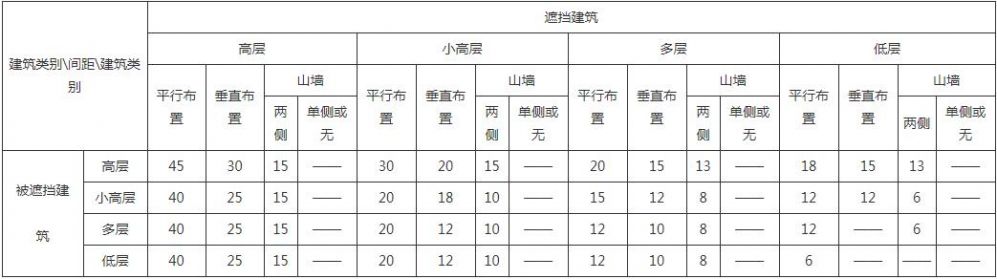 遮挡建筑
建筑类别\间距\建筑类
别
高层 小高层 多层 低层
平行布
置 垂直布
置 山墙 平行布
置 垂直布
置 山墙 平行布
置 垂直布
置 山墙 平行布
置 垂直布
置 山墙
两
侧 单侧或
无 两
侧 单侧或
无 两
侧 单侧或
无 两侧 单侧或
无
被遮挡建
筑
高层 45 30 15 —— 30 20 15 —— 20 15 13 —— 18 15 13 ——
小高层 40 25 15 —— 20 18 10 —— 15 12 8 —— 12 12 6 ——
多层 40 25 15 —— 20 12 10 —— 12 10 8 —— 12 —— 6 ——
低层 40 25 15 —— 20 12 10 —— 12 10 8 —— 6 —— —— ——